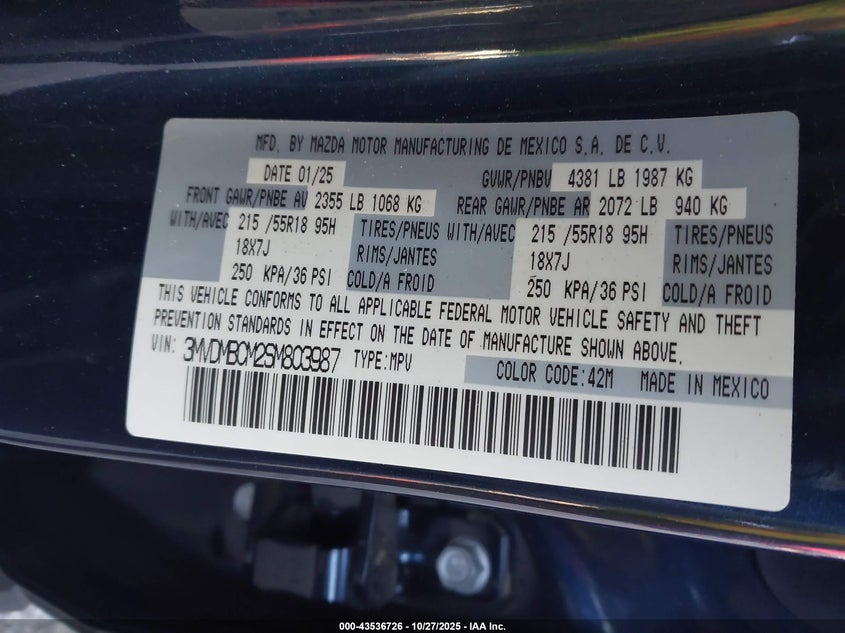 MFD. BY MAZDA MOTOR MANUFACTURING DE MEXICO S.A. DE C.V.
DATE 01/25 GVWR/PNBV 4381 LB 1987 KG
FRONT GAWR/PNBE AV 2355 LB 1068 KG REAR GAWR/PNBE AR 2072 LB 940 KG
WITH/AVEC 215 /55R18 95H TIRES/PNEUS WITH/AVEC 215 /55R18 95H TIRES/PNEUS
18X7J RIMS/JANTES 18X7J RIMS/JANTES
250 KPA/36 PSI COLD/A FROID 250 KPA/36 PSI COLD/A FROID
THIS VEHICLE CONFORMS TO ALL APPLICABLE FEDERAL MOTOR VEHICLE SAFETY AND THEFT
PREVENTION STANDARDS IN EFFECT ON THE DATE OF MANUFACTURE SHOWN ABOVE.
VIN: 3MVDMBCM2SM803987 TYPE:MPV
COLOR CODE:42M MADE IN MEXICO
000-43536726 - 10/27/2025 - IAA Inc.